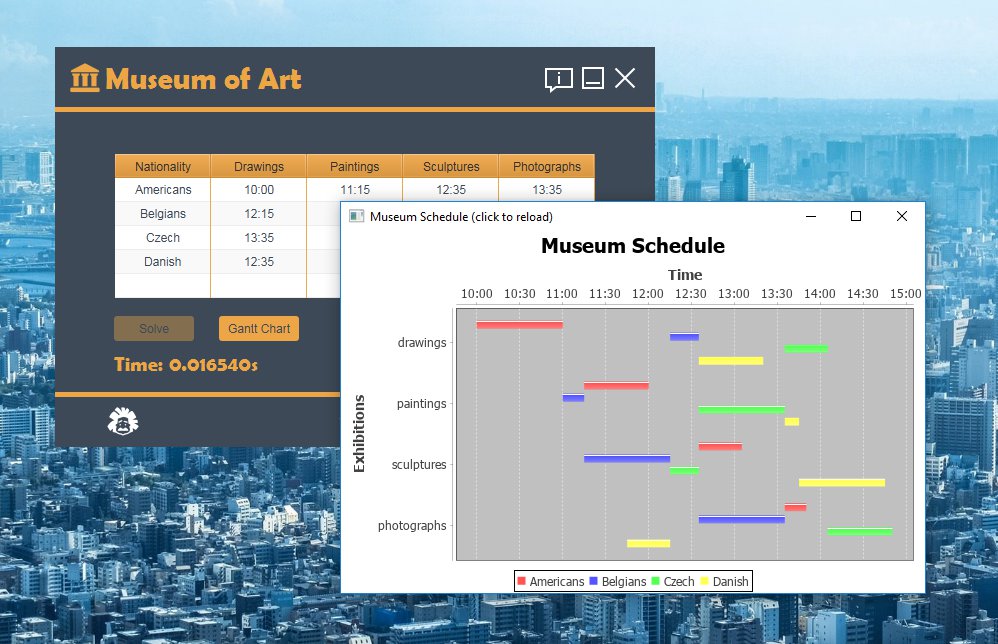 Museum of Art
Nationality Drawings Paintings Sculptures Photographs
Americans 10:00 11:15 12:35 13:35
Belgians 12:15
Czech 13:35
Danish 12:35
Solve Gantt Chart
Time: 0.016540s
Museum Schedule (click to reload)
Museum Schedule
Time
10:00 10:30 11:00 11:30 12:00 12:30 13:00 13:30 14:00 14:30 15:00
Exhibitions
drawings
paintings
sculptures
photographs
Americans Belgians Czech Danish